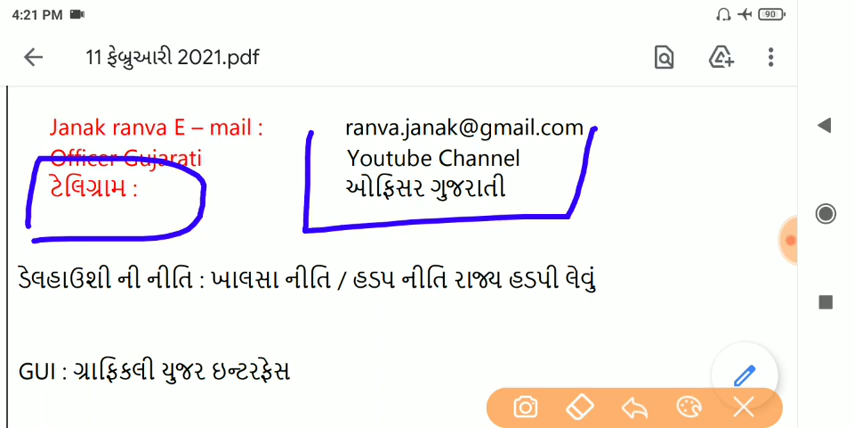 4:21 PM 90
11 ફેબ્રુઆરી 2021.pdf
Janak ranva E – mail : ranva.janak@gmail.com
Officer Gujarati Youtube Channel
ટેલિગ્રામ : ઓફિસર ગુજરાતી
ડેલહાઉશી ની નીતિ : ખાલસા નીતિ / હડપ નીતિ રાજ્ય હડપી લેવું
GUI : ગ્રાફિકલી યુજર ઇન્ટરફેસ